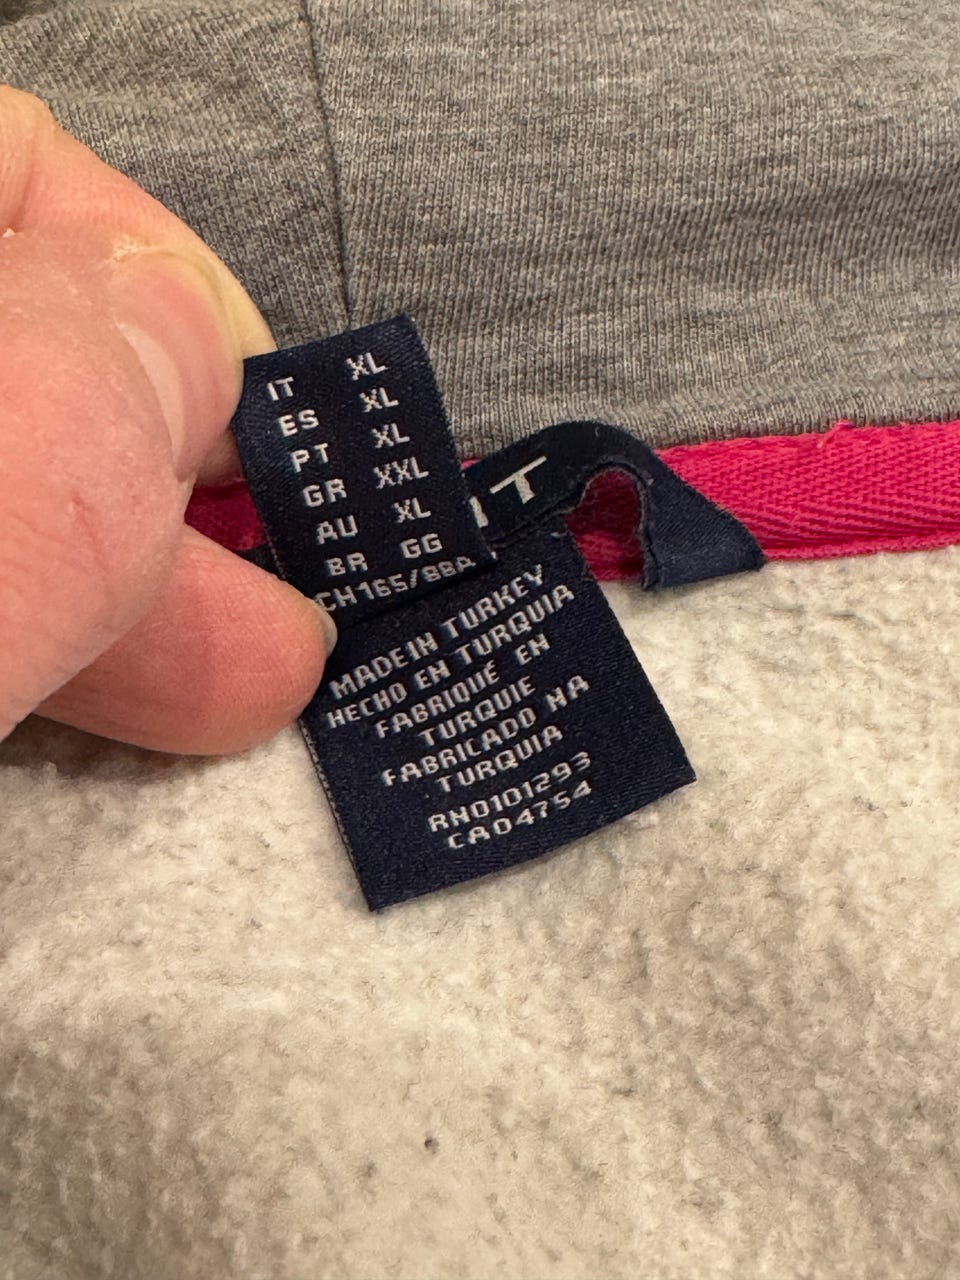 IT XL
ES XL
PT XL
GR XXL
AU XL
BR GG
CH165/88A
MADE IN TURKEY
HECHO EN TURQUIA
FABRIQUÉ EN
TURQUIE
FABRICADO NA
TURQUIA
RN0101293
CA04754